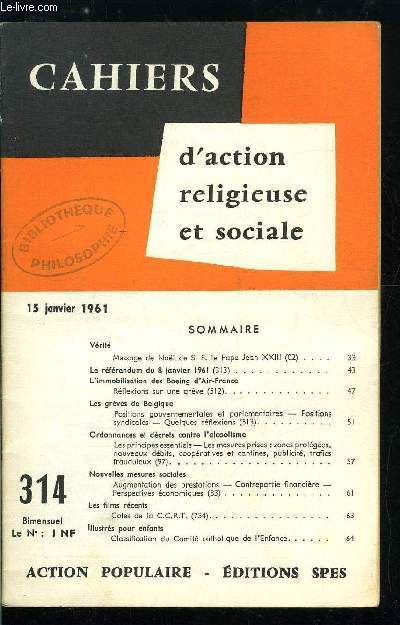 Le-livre.com
CAHIERS
d'action
religieuse
et sociale
BIBLIOTHÈQUE
PHILOSOPHIE
15 janvier 1961
SOMMAIRE
Vérité
Message de Noël de S. S. le Pape Jean XXIII (02) . . . . 33
Le référendum du 8 janvier 1961 (313) . . . . . . . . . . . . 43
L'immobilisation des Boeing d'Air-France
Réflexions sur une grève (512). . . . . . . . . . . . . . 47
Les grèves de Belgique
Positions gouvernementales et parlementaires — Positions
syndicales — Quelques réflexions (513). . . . . . . . . . 51
Ordonnances et décrets contre l'alcoolisme
Les principes essentiels — Les mesures prises : zones protégées,
nouveaux débits, coopératives et cantines, publicité, trafics
frauduleux (97). . . . . . . . . . . . . . . . . . . . . 57
Nouvelles mesures sociales
Augmentation des prestations — Contrepartie financière —
Perspectives économiques (53) . . . . . . . . . . . . . . 61
Les films récents
Cotes de la C.C.R.T. (734). . . . . . . . . . . . . . . . 63
Illustrés pour enfants
Classification du Comité catholique de l'Enfance. . . . . . 64
314
Bimensuel
Le N° : 1 NF
ACTION POPULAIRE - ÉDITIONS SPES